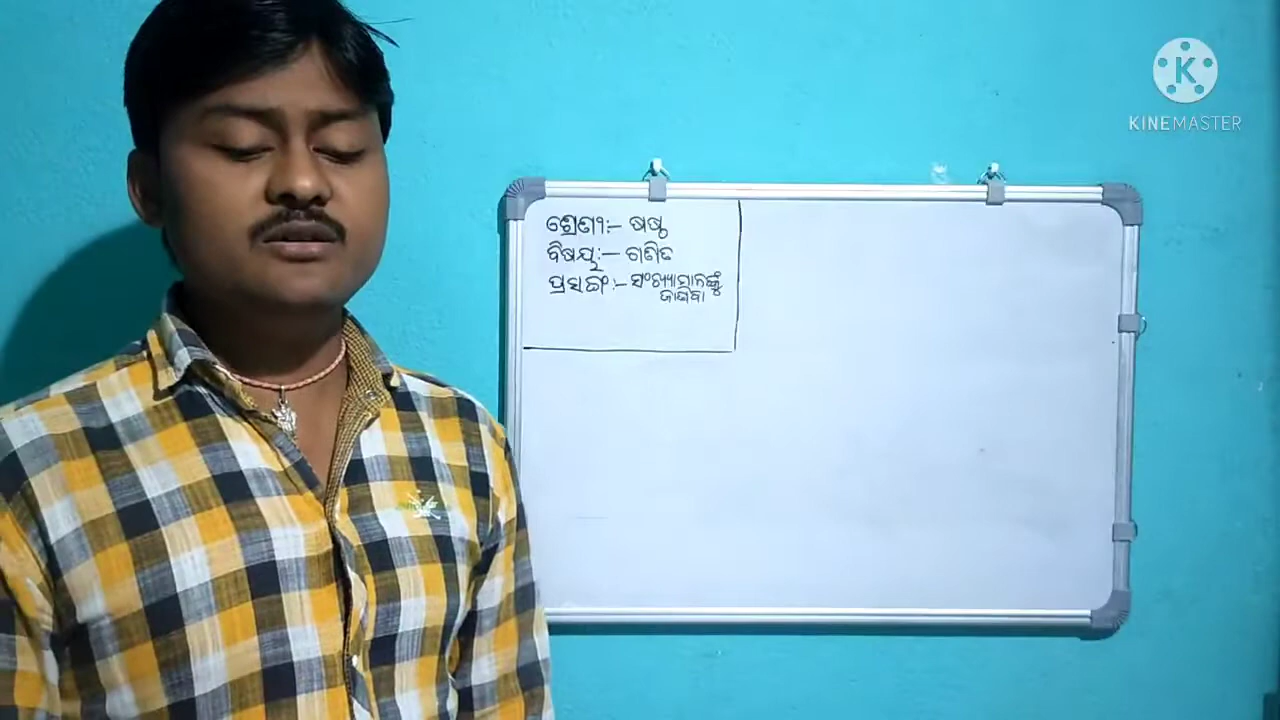 ଶ୍ରେଣୀ:- ଷଷ୍ଠ
ବିଷୟ:- ଗଣିତ
ପ୍ରସଙ୍ଗ:- ସଂଖ୍ୟାମାନଙ୍କୁ
ଜାଣିବା
KINEMASTER